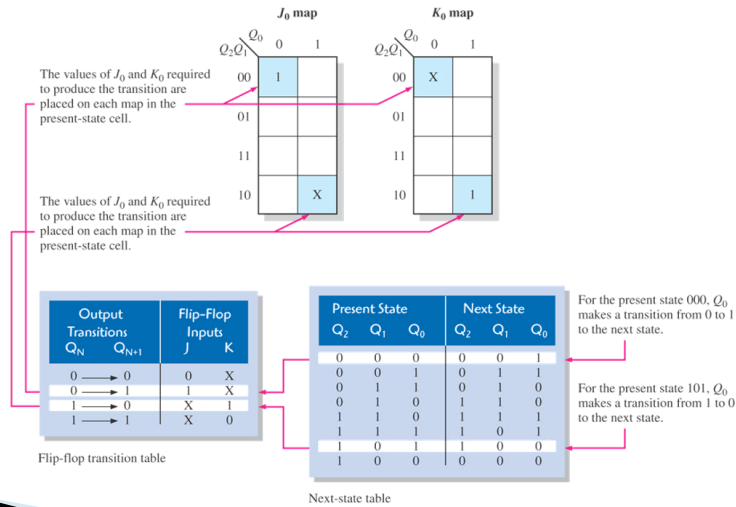 J0 map
K0 map
Q0
Q2Q1
0 1
Q0
Q2Q1
0 1
The values of J0 and K0 required
to produce the transition are
placed on each map in the
present-state cell.
00 1
00 X
01
01
11
11
The values of J0 and K0 required
to produce the transition are
placed on each map in the
present-state cell.
10 X
10 1
Output
Transitions
QN QN+1
Flip-Flop
Inputs
J K
0 → 0 0 X
0 → 1 1 X
1 → 0 X 1
1 → 1 X 0
Flip-flop transition table
Present State Next State
Q2 Q1 Q0 Q2 Q1 Q0
0 0 0 0 0 1
0 0 1 0 1 1
0 1 1 0 1 0
0 1 0 1 1 0
1 1 0 1 1 1
1 1 1 1 0 1
1 0 1 1 0 0
1 0 0 0 0 0
Next-state table
For the present state 000, Q0
makes a transition from 0 to 1
to the next state.
For the present state 101, Q0
makes a transition from 1 to 0
to the next state.